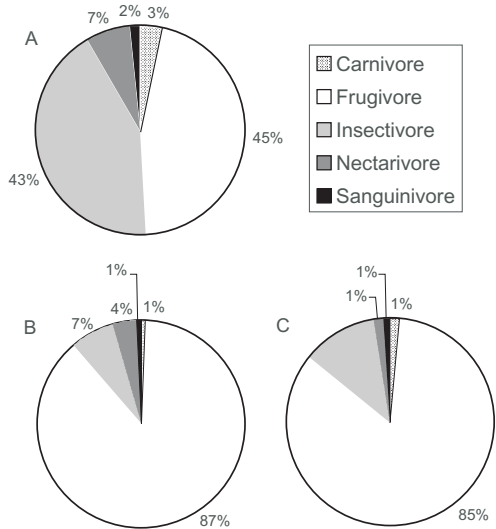 A
7%
2%
3%
45%
43%
Carnivore
Frugivore
Insectivore
Nectarivore
Sanguinivore
B
1%
7%
4%
1%
87%
C
1%
1%
1%
85%